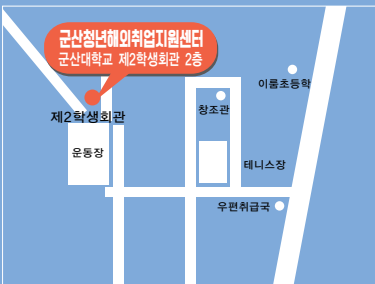 군산청년해외취업지원센터
군산대학교 제2학생회관 2층
이룸초등학
창조관
제2학생회관
운동장
테니스장
우편취급국